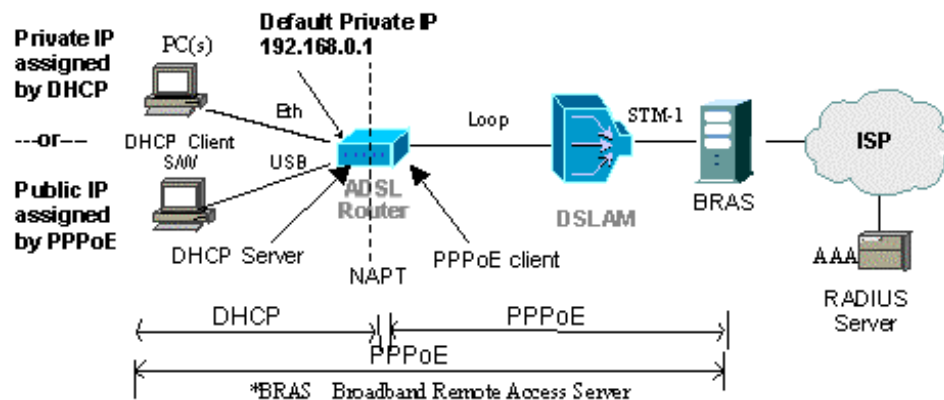 Default Private IP
192.168.0.1
Private IP
assigned
by DHCP
PC(s)
---or---
DHCP Client
S/W
Public IP
assigned
by PPPoE
Eth
USB
ADSL
Router
DHCP Server
NAPT
PPPoE client
Loop
DSLAM
STM-1
BRAS
ISP
AAA
RADIUS
Server
DHCP
PPPoE
PPPoE
*BRAS Broadband Remote Access Server